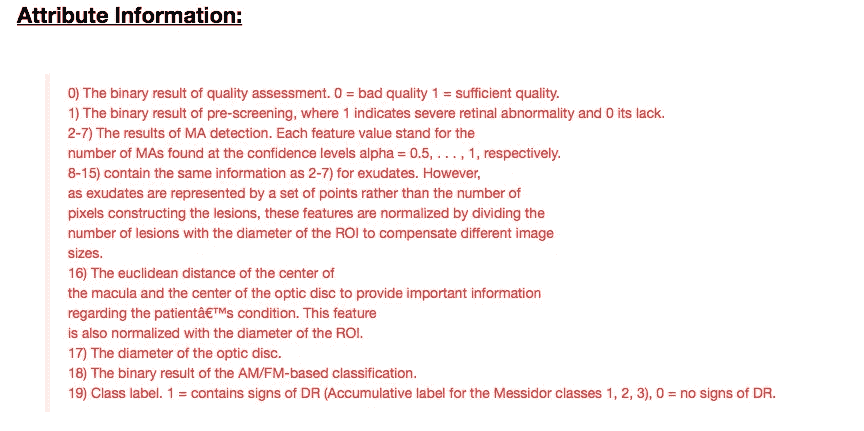 Attribute Information:
0) The binary result of quality assessment. 0 = bad quality 1 = sufficient quality.
1) The binary result of pre-screening, where 1 indicates severe retinal abnormality and 0 its lack.
2-7) The results of MA detection. Each feature value stand for the
number of MAs found at the confidence levels alpha = 0.5, . . . , 1, respectively.
8-15) contain the same information as 2-7) for exudates. However,
as exudates are represented by a set of points rather than the number of
pixels constructing the lesions, these features are normalized by dividing the
number of lesions with the diameter of the ROI to compensate different image
sizes.
16) The euclidean distance of the center of
the macula and the center of the optic disc to provide important information
regarding the patientâ€™s condition. This feature
is also normalized with the diameter of the ROI.
17) The diameter of the optic disc.
18) The binary result of the AM/FM-based classification.
19) Class label. 1 = contains signs of DR (Accumulative label for the Messidor classes 1, 2, 3), 0 = no signs of DR.